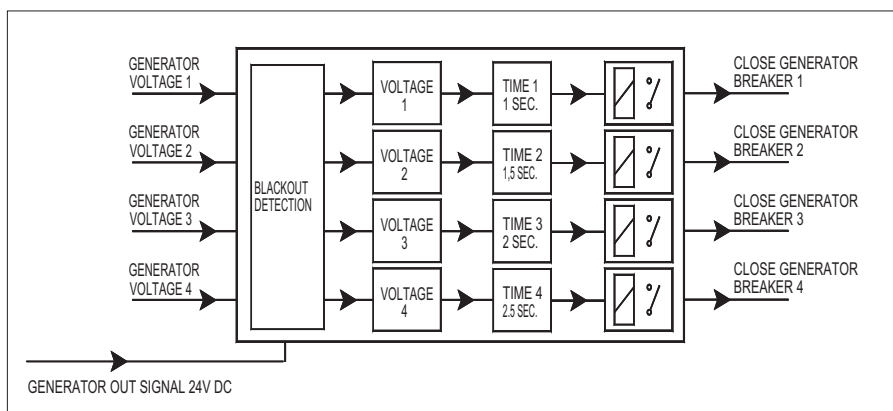 GENERATOR
VOLTAGE 1
GENERATOR
VOLTAGE 2
GENERATOR
VOLTAGE 3
GENERATOR
VOLTAGE 4
BLACKOUT
DETECTION
VOLTAGE
1
VOLTAGE
2
VOLTAGE
3
VOLTAGE
4
TIME 1
1 SEC.
TIME 2
1,5 SEC.
TIME 3
2 SEC.
TIME 4
2.5 SEC.
CLOSE GENERATOR
BREAKER 1
CLOSE GENERATOR
BREAKER 2
CLOSE GENERATOR
BREAKER 3
CLOSE GENERATOR
BREAKER 4
GENERATOR OUT SIGNAL 24V DC